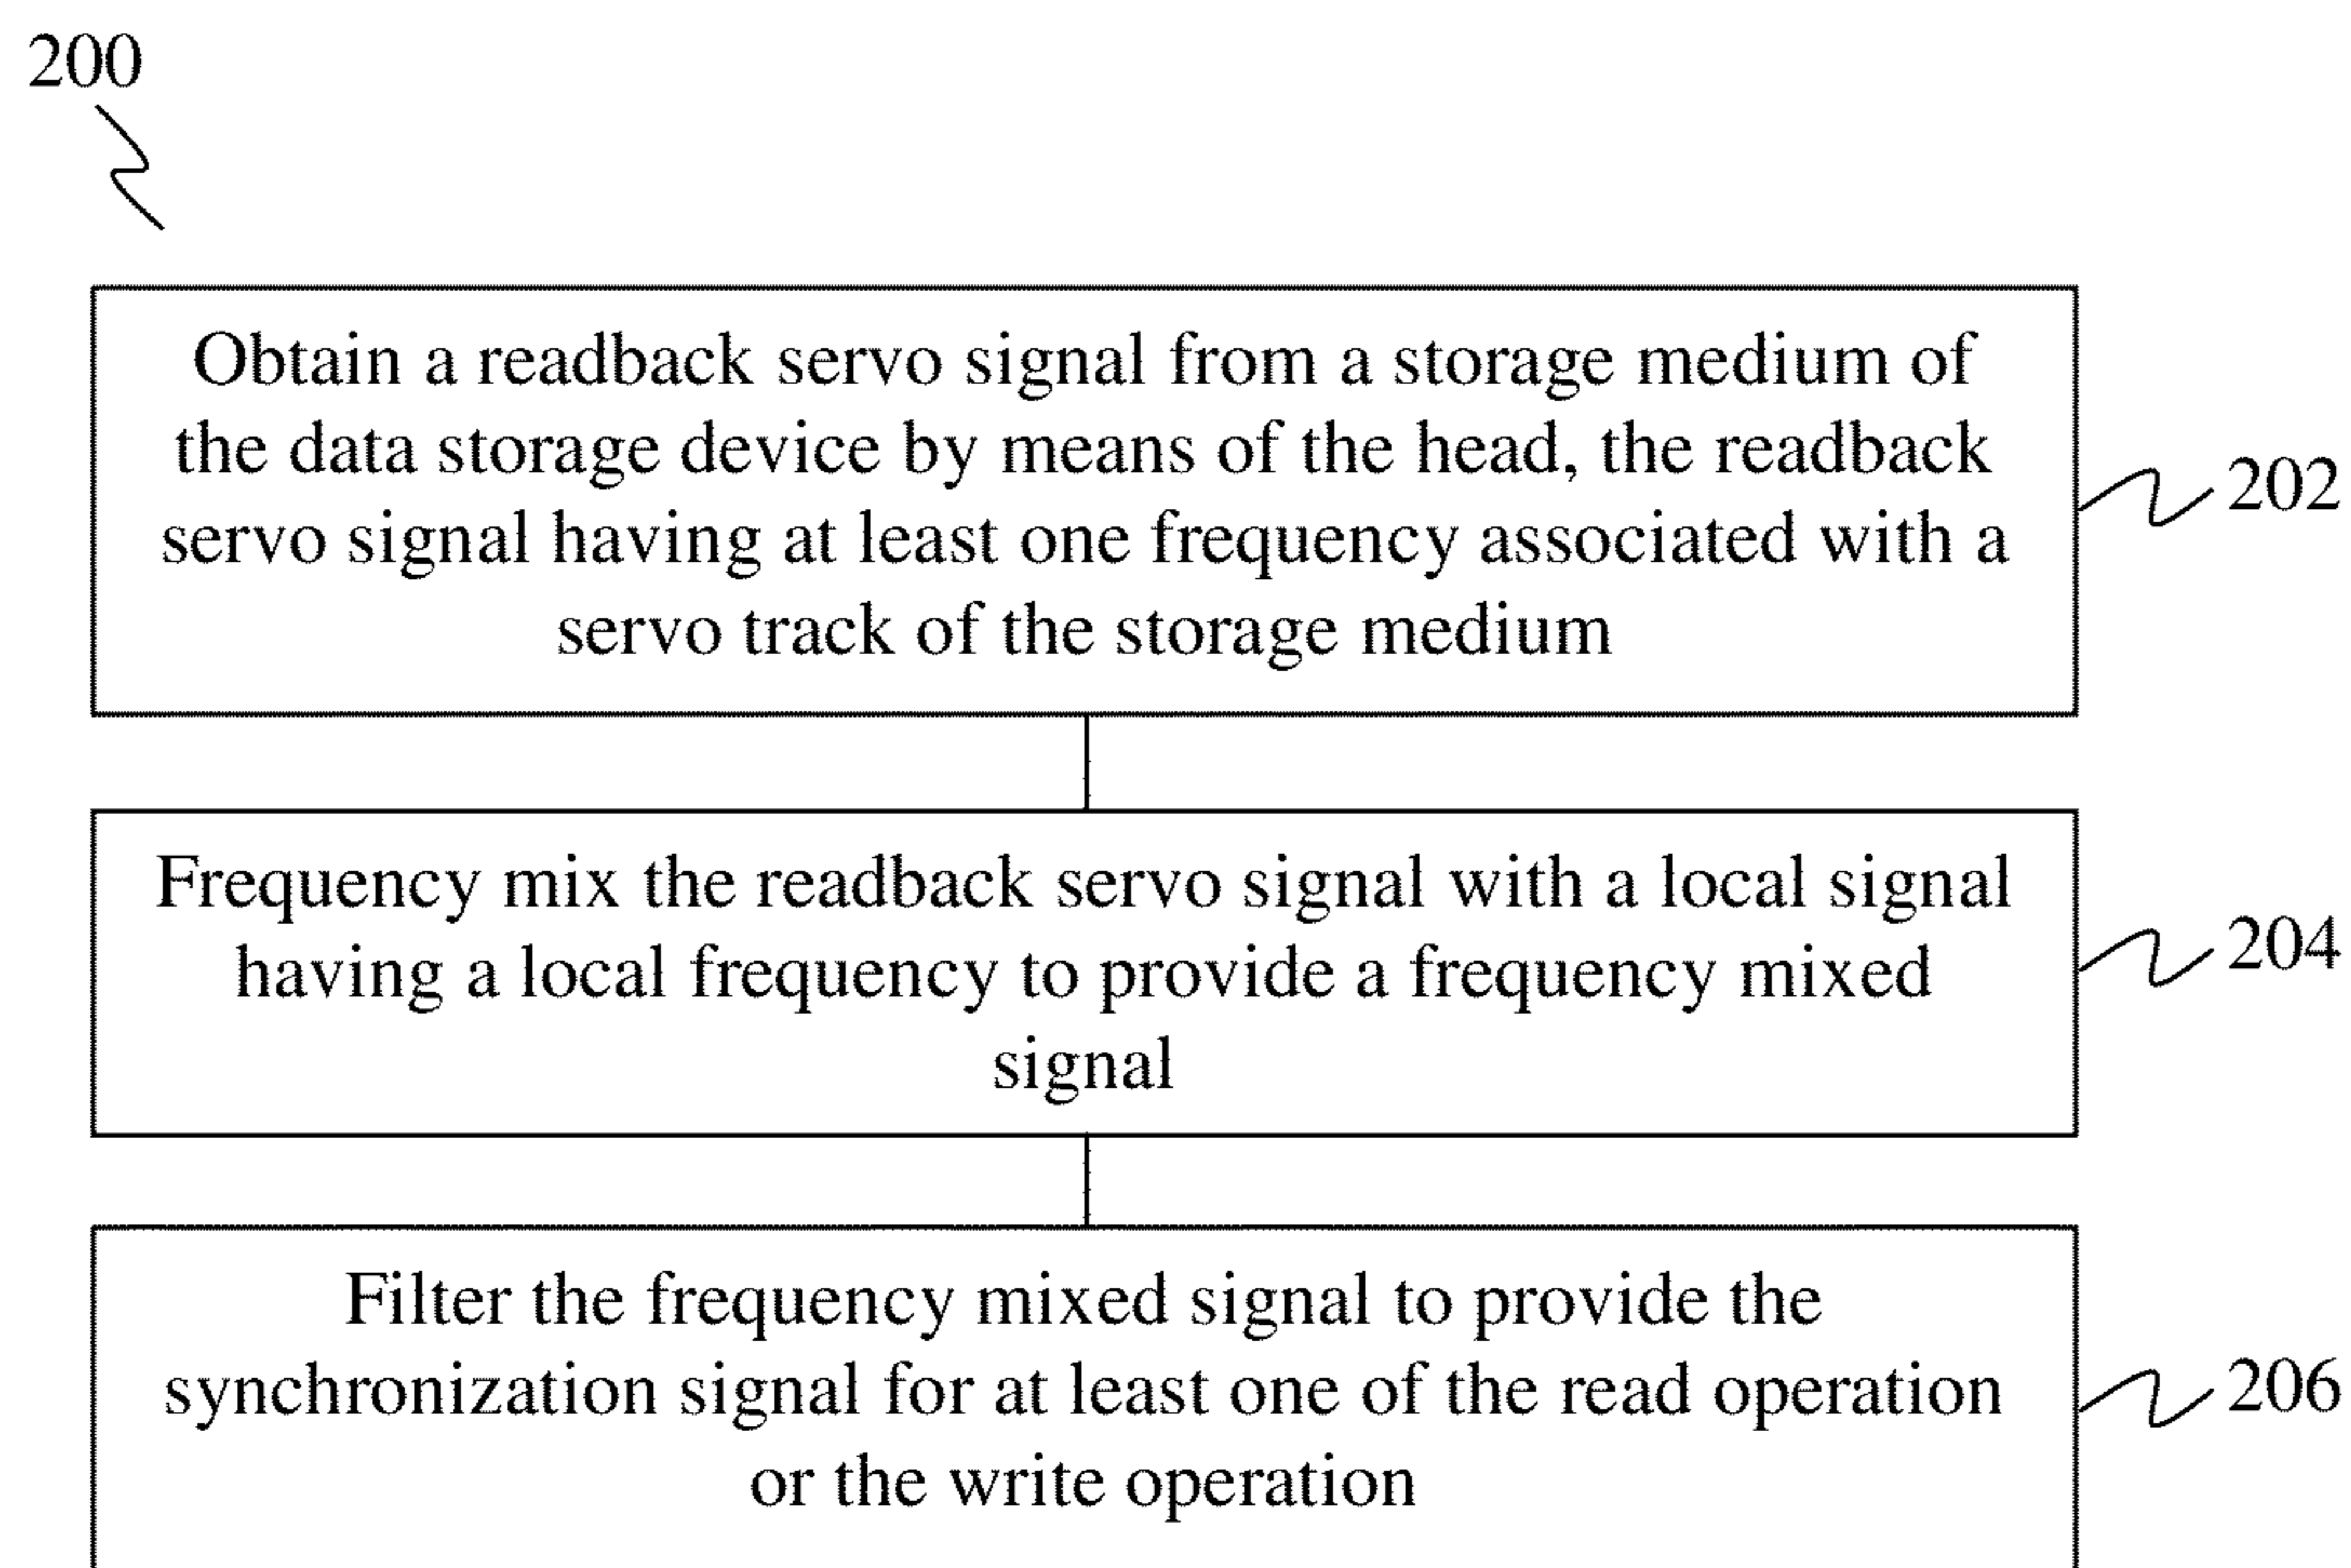 200
Obtain a readback servo signal from a storage medium of
the data storage device by means of the head, the readback
servo signal having at least one frequency associated with a
servo track of the storage medium
202
Frequency mix the readback servo signal with a local signal
having a local frequency to provide a frequency mixed
signal
204
Filter the frequency mixed signal to provide the
synchronization signal for at least one of the read operation
or the write operation
206